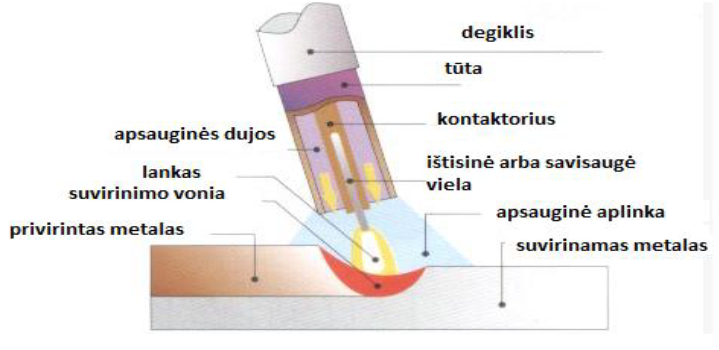 degiklis
tūta
kontaktorius
apsauginės dujos
ištisinė arba savisaugė
viela
lankas
suvirinimo vonia
apsauginė aplinka
privirintas metalas
suvirinamas metalas